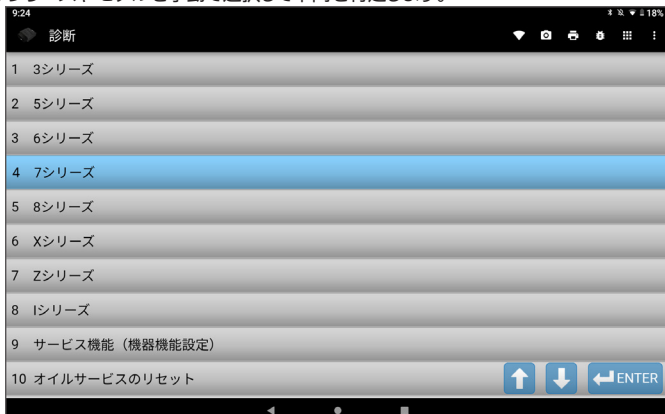 9:24
18%
診断
1 3シリーズ
2 5シリーズ
3 6シリーズ
4 7シリーズ
5 8シリーズ
6 Xシリーズ
7 Zシリーズ
8 Iシリーズ
9 サービス機能（機器機能設定）
10 オイルサービスのリセット
ENTER